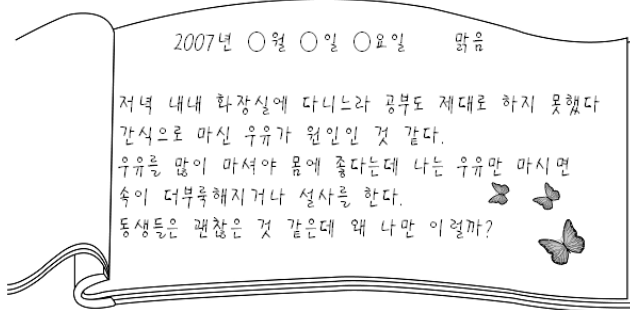 2007년 ○월 ○일 ○요일 맑음
저녁 내내 화장실에 다니느라 공부도 제대로 하지 못했다
간식으로 마신 우유가 원인인 것 같다.
우유를 많이 마셔야 몸에 좋다는데 나는 우유만 마시면
속이 더부룩해지거나 설사를 한다.
동생들은 괜찮은 것 같은데 왜 나만 이럴까?